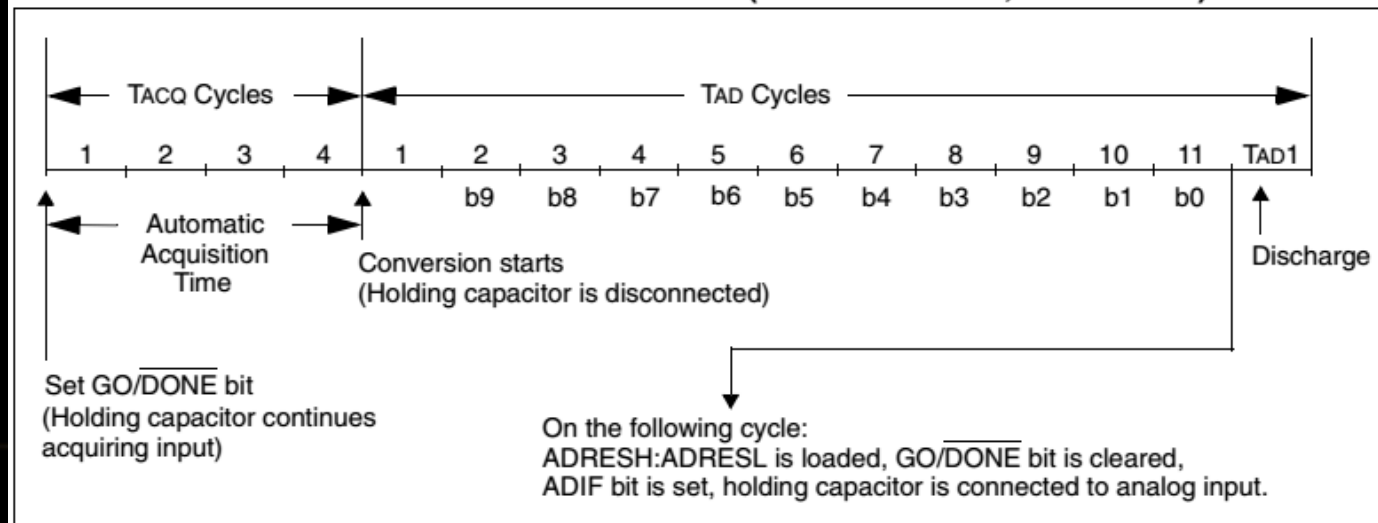 TACQ Cycles
TAD Cycles
1 2 3 4 1 2 3 4 5 6 7 8 9 10 11 TAD1
b9 b8 b7 b6 b5 b4 b3 b2 b1 b0
Automatic
Acquisition
Time
Conversion starts
(Holding capacitor is disconnected)
Discharge
Set GO/DONE bit
(Holding capacitor continues
acquiring input)
On the following cycle:
ADRESH:ADRESL is loaded, GO/DONE bit is cleared,
ADIF bit is set, holding capacitor is connected to analog input.